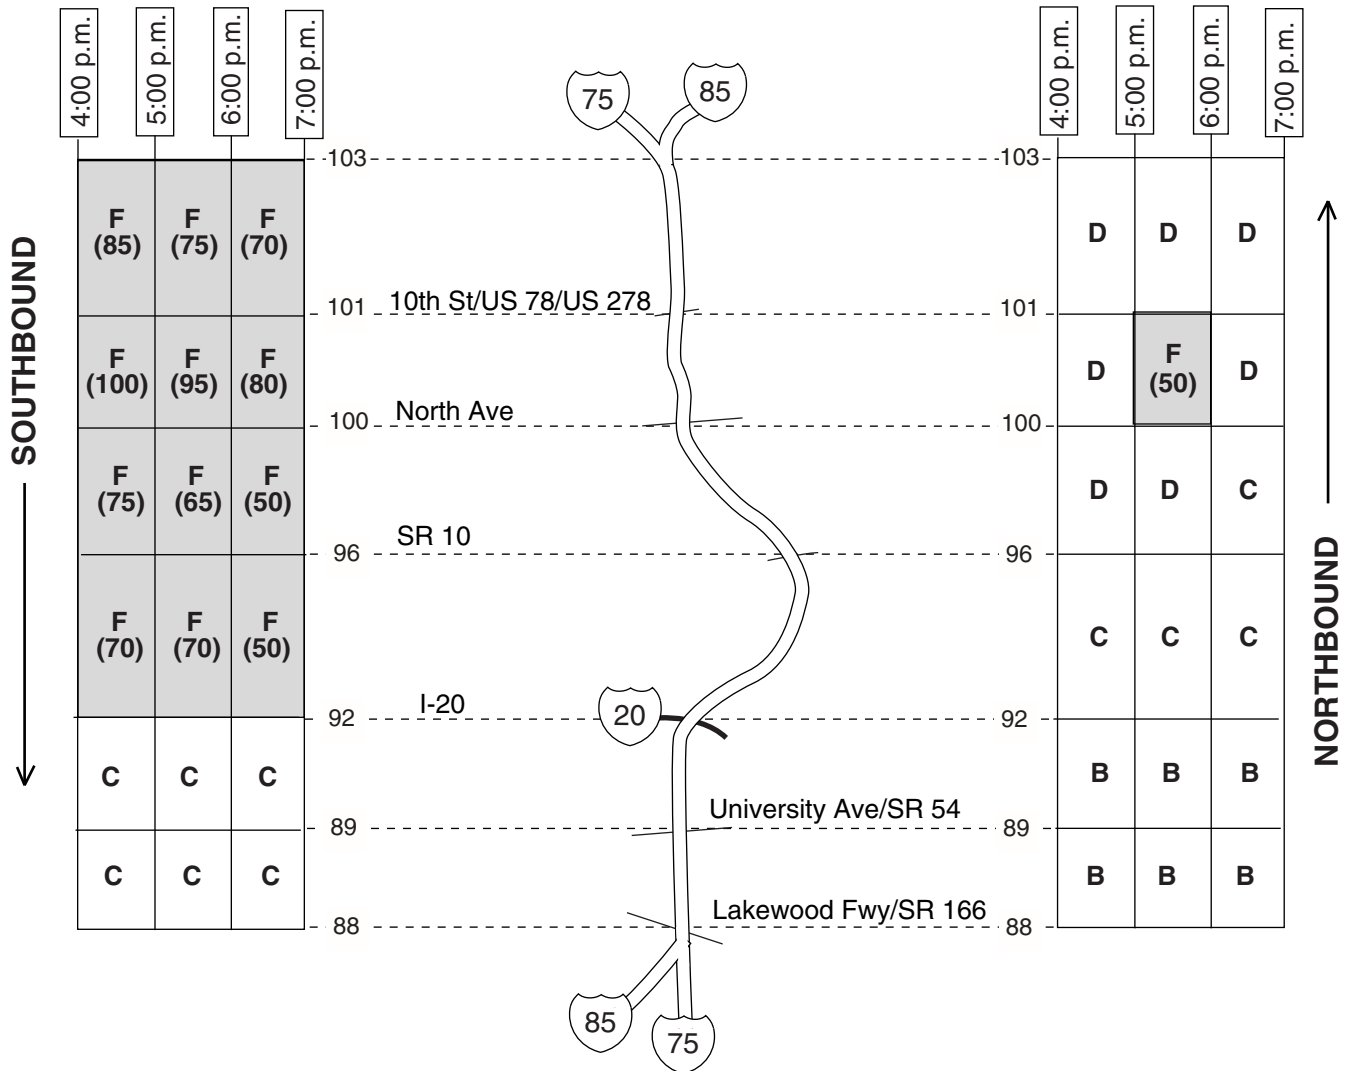 4:00 p.m.
5:00 p.m.
6:00 p.m.
7:00 p.m.
75
85
4:00 p.m.
5:00 p.m.
6:00 p.m.
7:00 p.m.
103
103
SOUTHBOUND
F F F
(85) (75) (70)
D D D
101 10th St/US 78/US 278
101
F F F
(100) (95) (80)
D F D
(50)
100 North Ave
100
F F F
(75) (65) (50)
D D C
96 SR 10
96
NORTHBOUND
F F F
(70) (70) (50)
C C C
92 I-20
20
92
C C C
B B B
89 University Ave/SR 54
89
C C C
B B B
88 Lakewood Fwy/SR 166
88
85
75